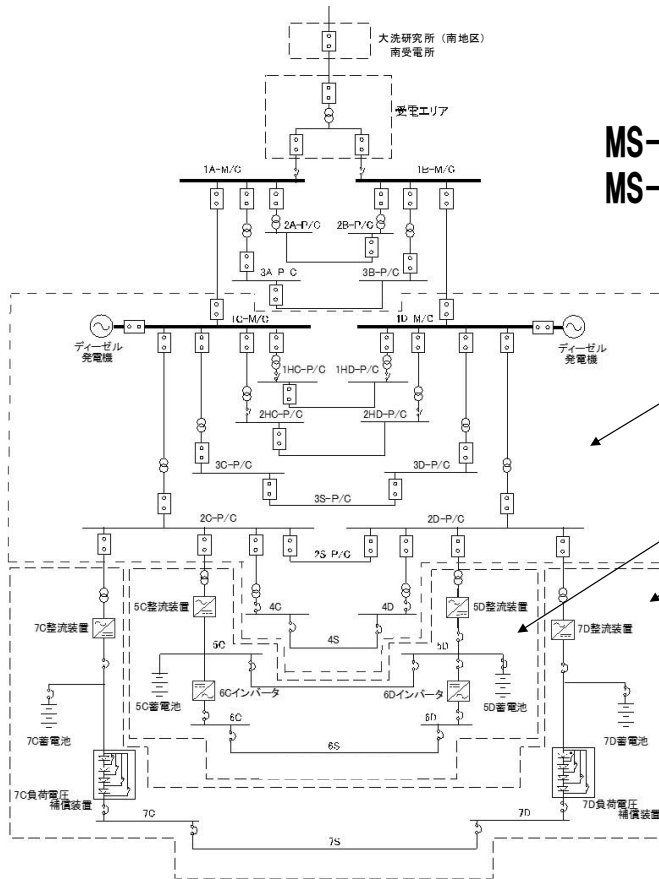 大洗研究所（南地区）
南受電所
受電エリア
MS-
MS-
1A-M/C
1B-M/C
2A-P/C
2B-P/C
3A P C
3B-P/C
1C-M/C
1D M/C
ディーゼル
発電機
ディーゼル
発電機
1HC-P/C
1HD-P/C
2HC-P/C
2HD-P/C
3C-P/C
3D-P/C
3S-P/C
2C-P/C
2D-P/C
2S P/C
7C整流装置
5C整流装置
4C
4D
5D整流装置
7D整流装置
4S
5C
5D
5C蓄電池
6Cインバータ
6Dインバータ
5D蓄電池
7C蓄電池
7D蓄電池
6C
6D
6S
7C負荷電圧
補償装置
7D負荷電圧
補償装置
7C
7D
7S